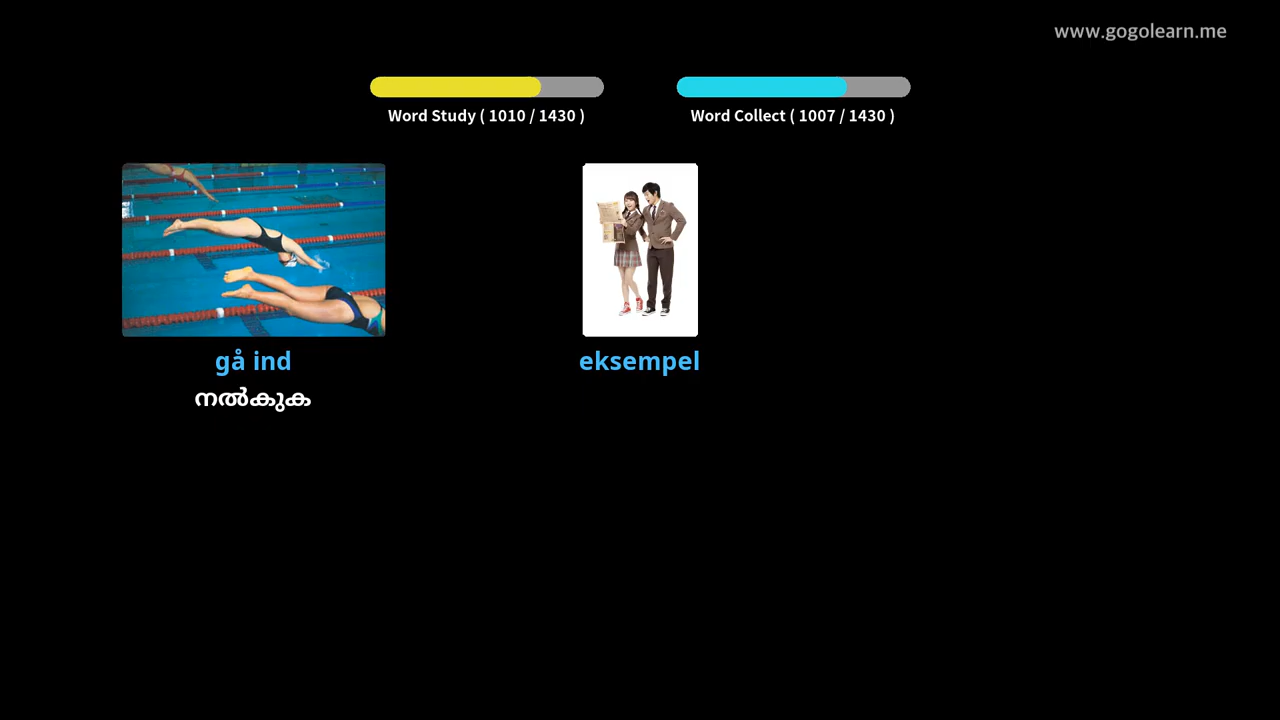 www.gogolearn.me
Word Study ( 1010 / 1430 )
Word Collect ( 1007 / 1430 )
gå ind
നൽകുക
eksempel